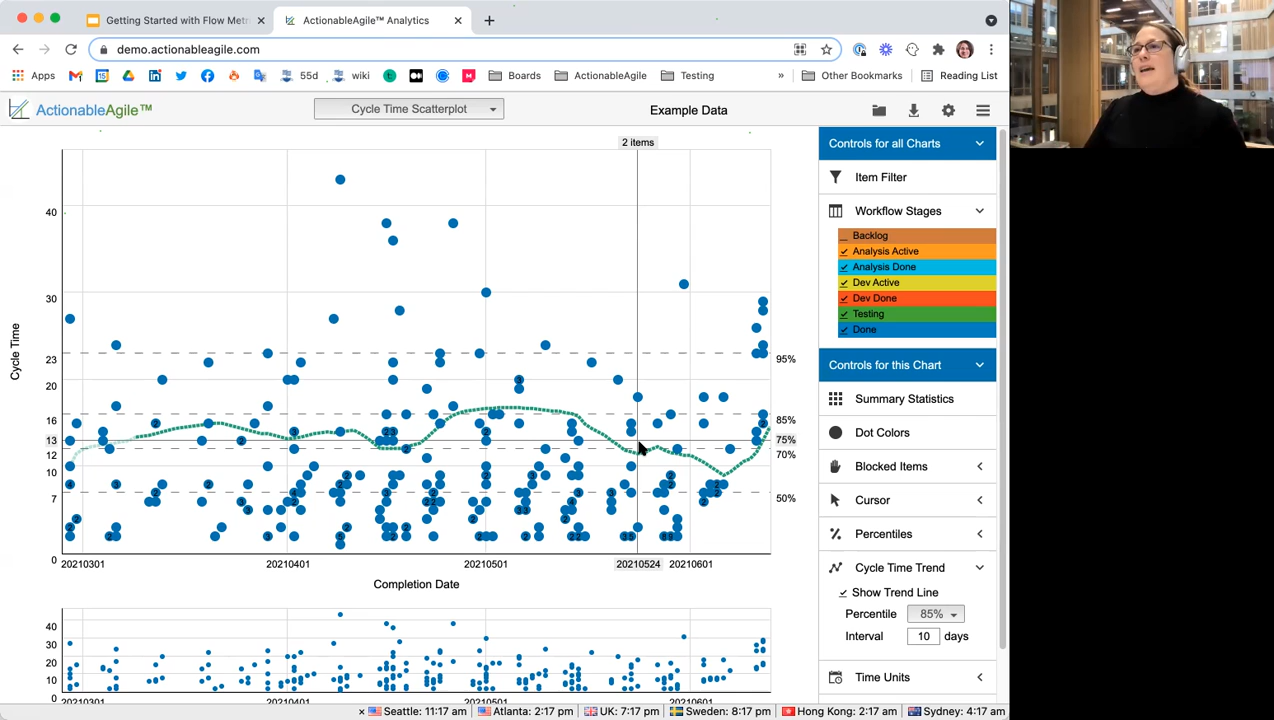 Getting Started with Flow Metr
ActionableAgile™ Analytics
demo.actionableagile.com
Apps
55d
wiki
Boards
ActionableAgile
Testing
»
Other Bookmarks
Reading List
ActionableAgile™
Cycle Time Scatterplot
Example Data
2 items
Cycle Time
40
30
23
20
16
13
12
10
7
0
95%
85%
75%
70%
50%
20210301
20210401
20210501
20210524
20210601
Completion Date
40
30
20
10
0
20210301
20210401
20210501
20210601
Controls for all Charts
Item Filter
Workflow Stages
Backlog
Analysis Active
Analysis Done
Dev Active
Dev Done
Testing
Done
Controls for this Chart
Summary Statistics
Dot Colors
Blocked Items
Cursor
Percentiles
Cycle Time Trend
Show Trend Line
Percentile 85%
Interval 10 days
Time Units
Seattle: 11:17 am
Atlanta: 2:17 pm
UK: 7:17 pm
Sweden: 8:17 pm
Hong Kong: 2:17 am
Sydney: 4:17 am